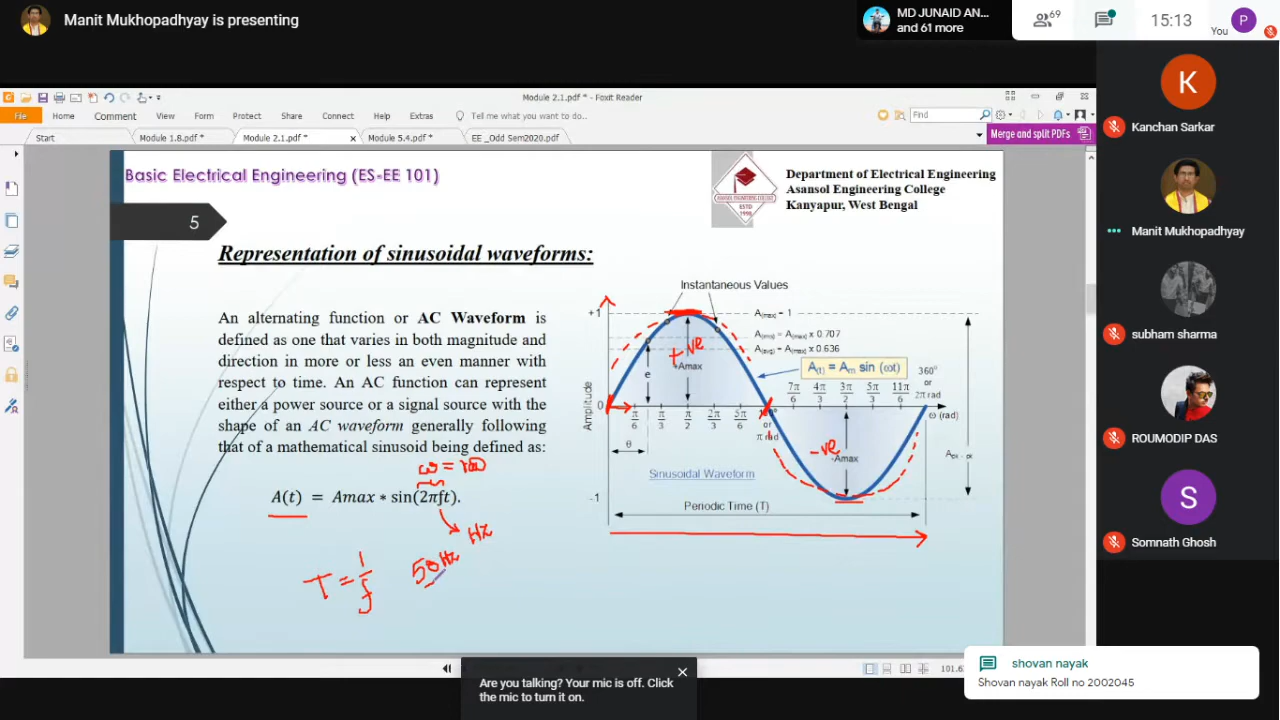 Manit Mukhopadhyay is presenting
MD JUNAID AN...
and 61 more
69
15:13
You
P
Module 2.1.pdf * - Foxit Reader
File
Home
Comment
View
Form
Protect
Share
Connect
Help
Extras
Tell me what you want to do...
Find
Start
Module 1.8.pdf *
Module 2.1.pdf *
Module 5.4.pdf *
EE _Odd Sem2020.pdf
Merge and split PDFs
Basic Electrical Engineering (ES-EE 101)
ASANSOL ENGINEERING COLLEGE
ESTD
1998
Department of Electrical Engineering
Asansol Engineering College
Kanyapur, West Bengal
5
Representation of sinusoidal waveforms:
An alternating function or AC Waveform is
defined as one that varies in both magnitude and
direction in more or less an even manner with
respect to time. An AC function can represent
either a power source or a signal source with the
shape of an AC waveform generally following
that of a mathematical sinusoid being defined as:
ω =
A(t) = Amax * sin(2πft).
Hz
T = 1/f
50Hz
Instantaneous Values
+1
A(max) = 1
A(rms) = A(max) x 0.707
A(avg) = A(max) x 0.636
+ve
+Amax
e
A(t) = Am sin (ωt)
360°
or
2π rad
7π/6 4π/3 3π/2 5π/3 11π/6
Amplitude
0
ω (rad)
π/6 π/3 π/2 2π/3 5π/6
or
π rad
θ
-ve
-Amax
Sinusoidal Waveform
-1
Periodic Time (T)
K
Kanchan Sarkar
Manit Mukhopadhyay
subham sharma
ROUMODIP DAS
S
Somnath Ghosh
Are you talking? Your mic is off. Click
the mic to turn it on.
shovan nayak
Shovan nayak Roll no 2002045